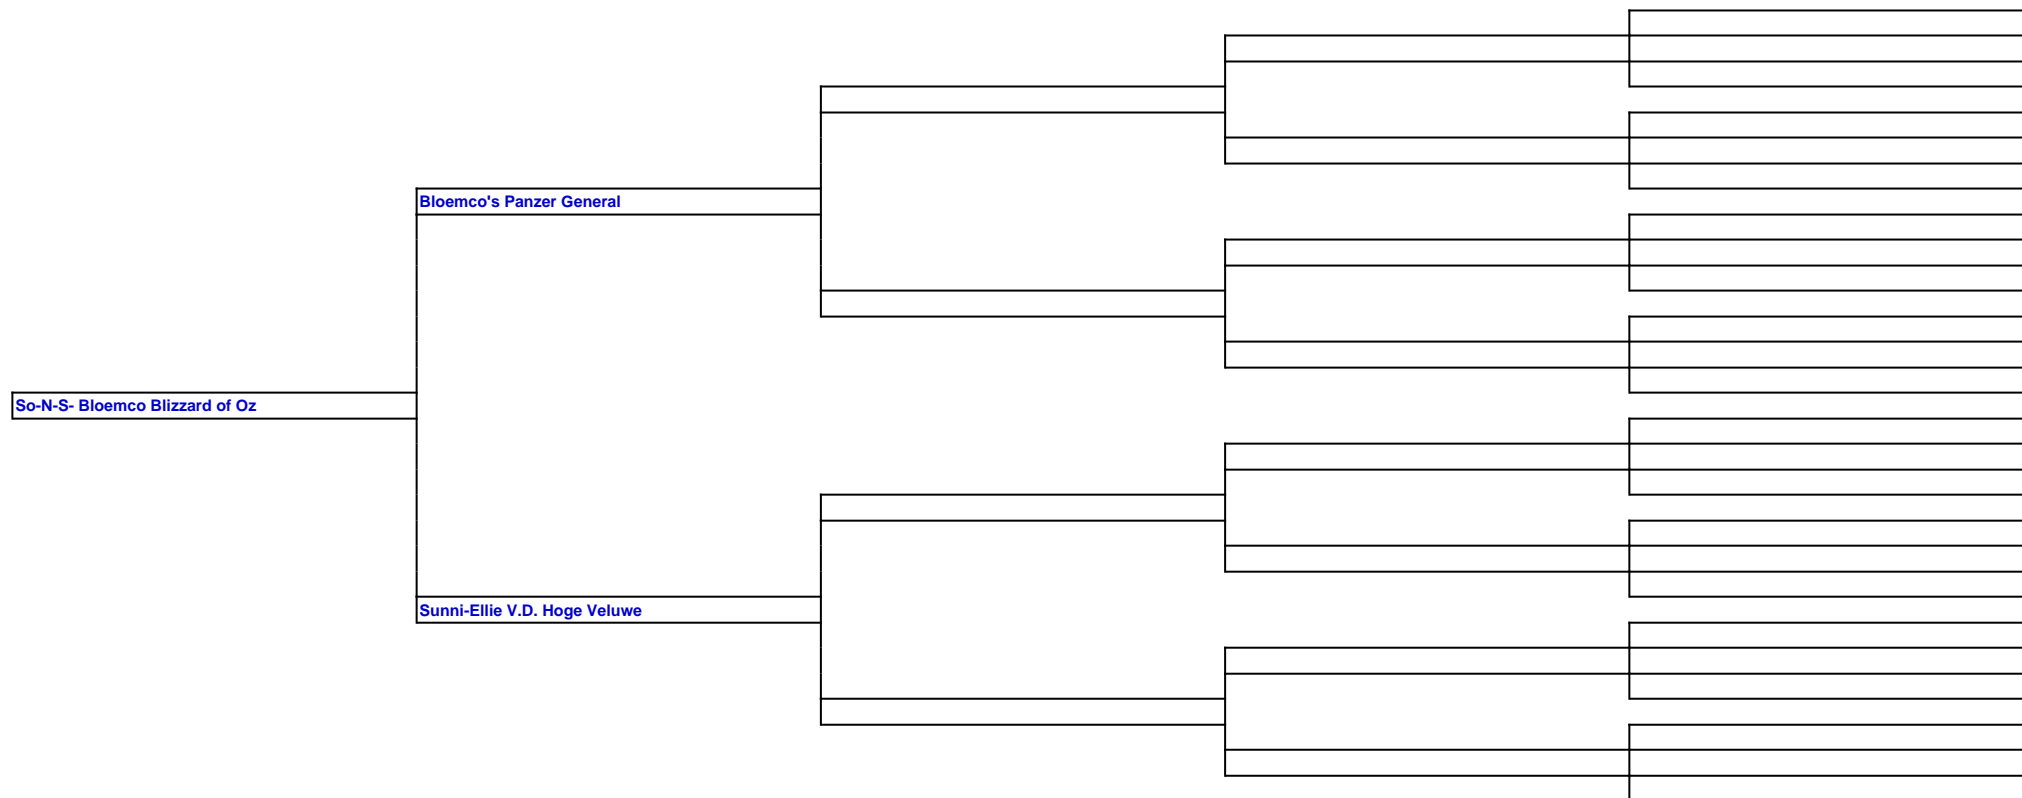 Bloemco's Panzer General
So-N-S- Bloemco Blizzard of Oz
Sunni-Ellie V.D. Hoge Veluwe